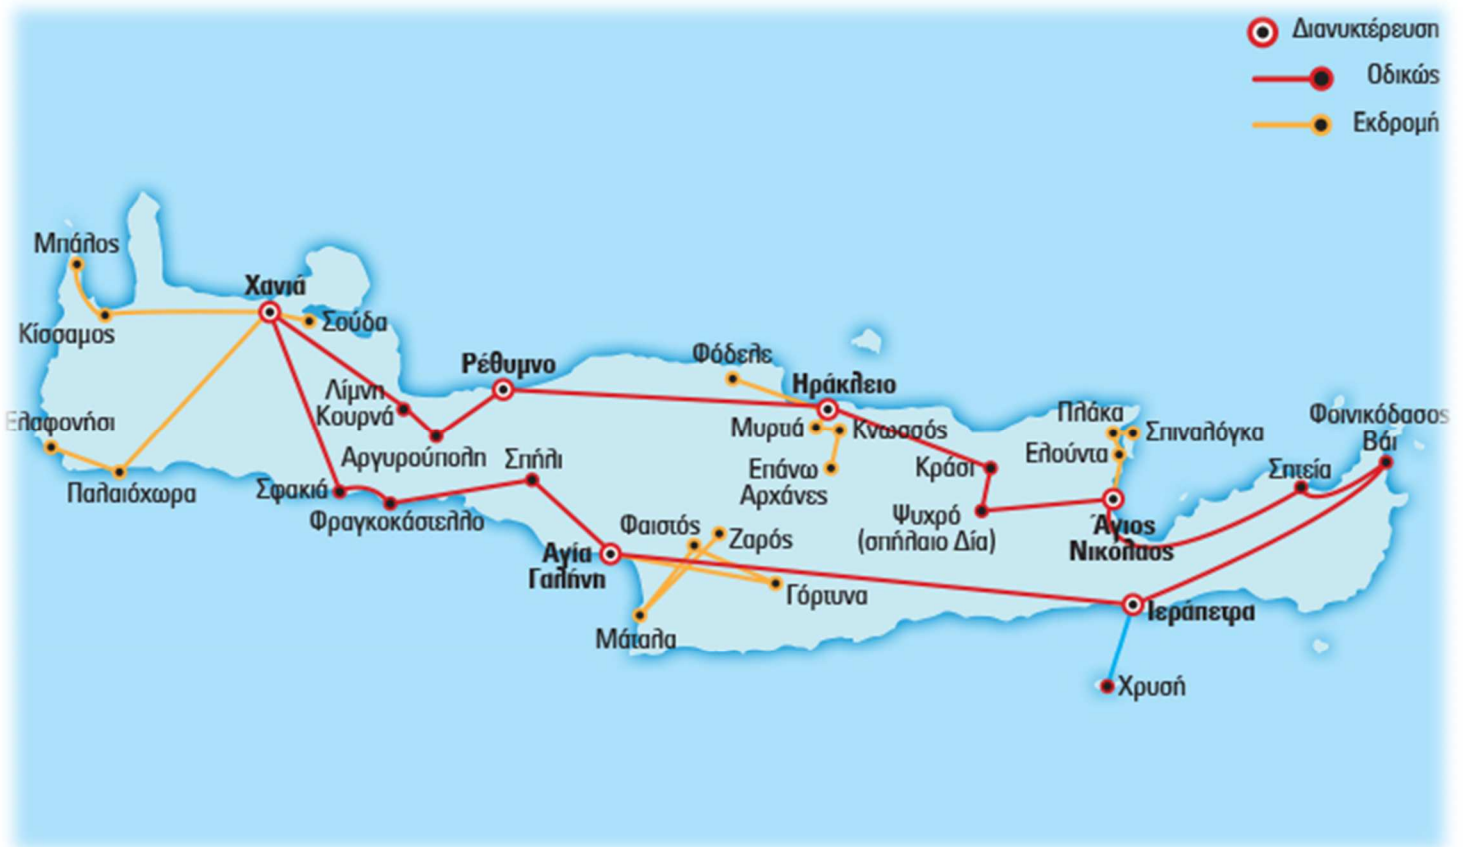 Διανυκτέρευση
Οδικώς
Εκδρομή
Μπάλος
Χανιά
Σούδα
Κίσσαμος
Ρέθυμνο
Φόδελε
Ηράκλειο
Λίμνη
Κουρνά
Ελαφονήσι
Μυρτιά
Κνωσσός
Πλάκα
Σπιναλόγκα
Φοινικόδασος
Βάι
Αργυρούπολη
Σπήλι
Επάνω
Αρχάνες
Κράσι
Ελούντα
Σητεία
Παλαιόχωρα
Σφακιά
Φραγκοκάστελλο
Φαιστός
Ζαρός
Ψυχρό
(σπήλαιο Δία)
Άγιος
Νικόλαος
Αγία
Γαλήνη
Γόρτυνα
Ιεράπετρα
Μάταλα
Χρυσή